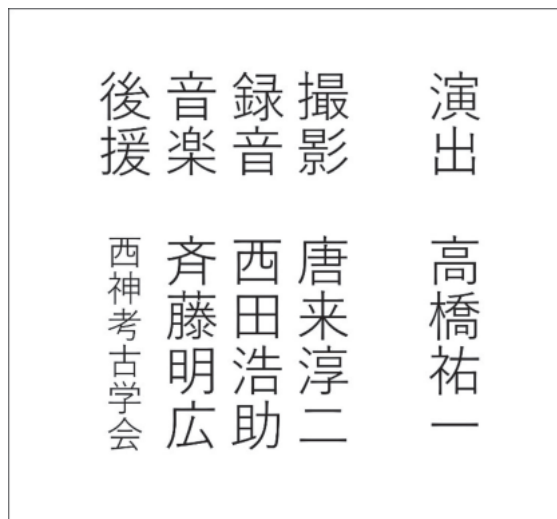 演出 高橋祐一
撮影 唐来淳二
録音 西田浩助
音楽 斉藤明広
後援 西神考古学会